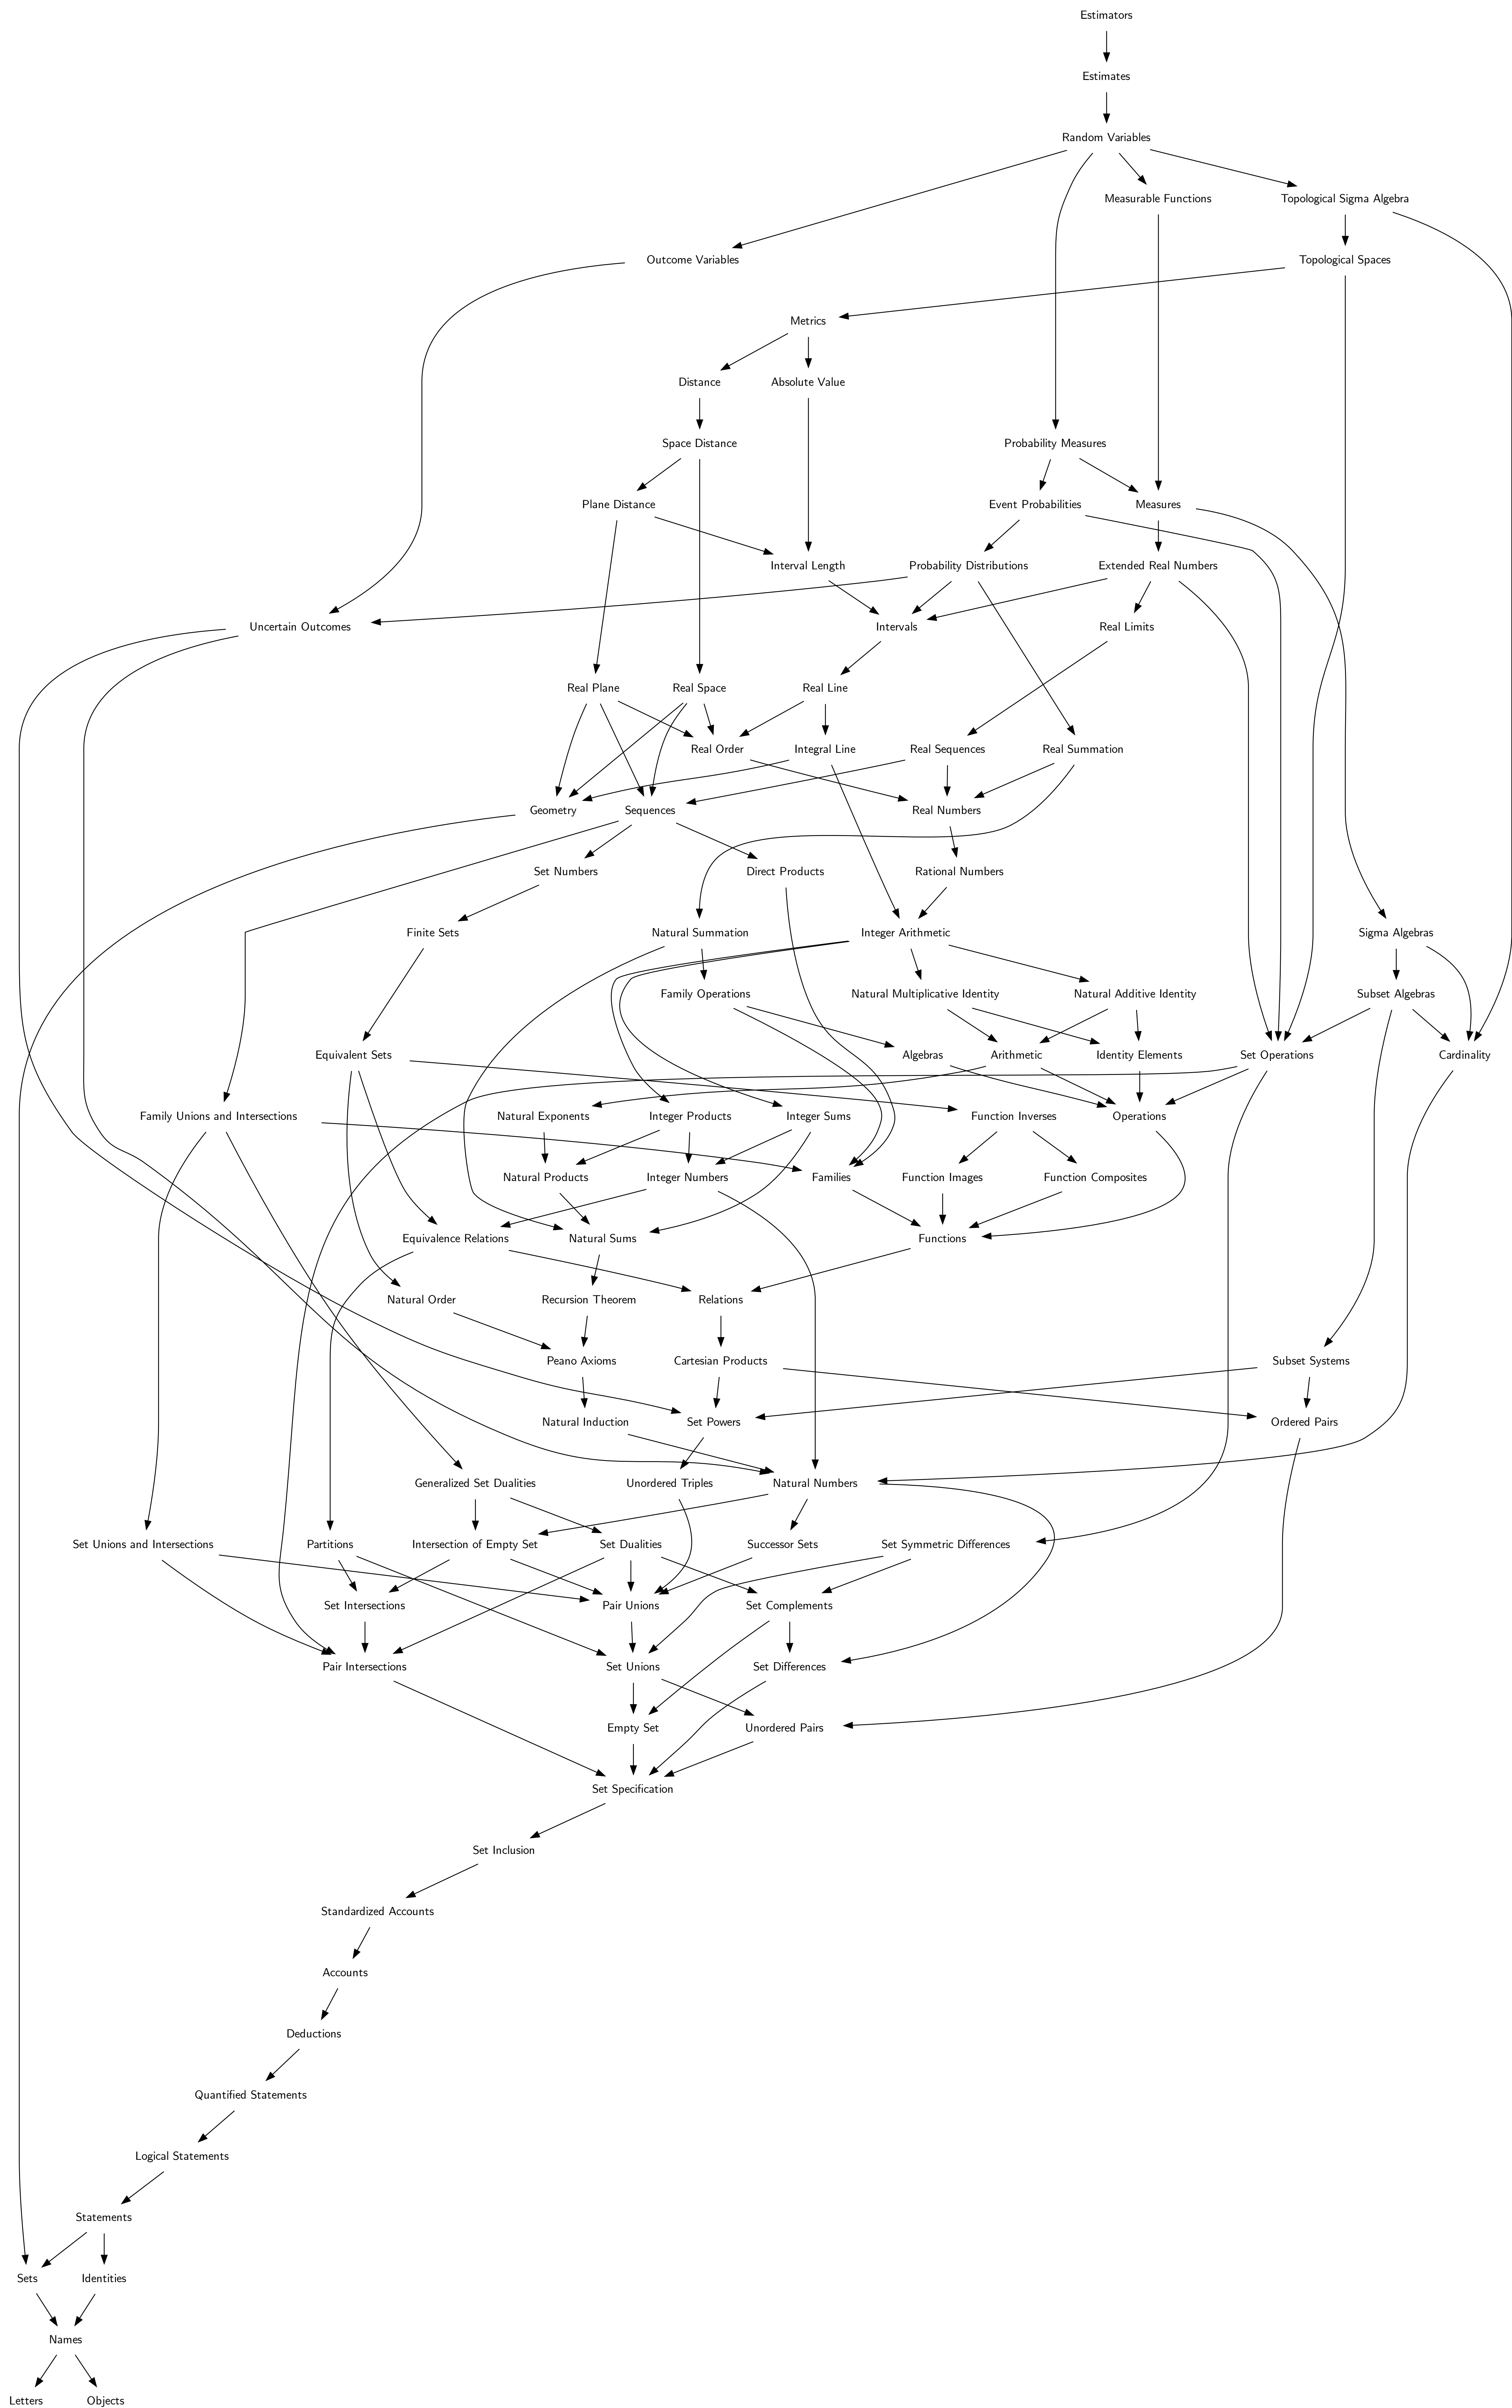 Estimators
Estimates
Random Variables
Measurable Functions
Topological Sigma Algebra
Outcome Variables
Topological Spaces
Metrics
Distance
Absolute Value
Space Distance
Probability Measures
Plane Distance
Event Probabilities
Measures
Interval Length
Probability Distributions
Extended Real Numbers
Uncertain Outcomes
Intervals
Real Limits
Real Plane
Real Space
Real Line
Real Order
Integral Line
Real Sequences
Real Summation
Geometry
Sequences
Real Numbers
Set Numbers
Direct Products
Rational Numbers
Finite Sets
Natural Summation
Integer Arithmetic
Sigma Algebras
Family Operations
Natural Multiplicative Identity
Natural Additive Identity
Subset Algebras
Equivalent Sets
Algebras
Arithmetic
Identity Elements
Set Operations
Cardinality
Family Unions and Intersections
Natural Exponents
Integer Products
Integer Sums
Function Inverses
Operations
Natural Products
Integer Numbers
Families
Function Images
Function Composites
Equivalence Relations
Natural Sums
Functions
Natural Order
Recursion Theorem
Relations
Peano Axioms
Cartesian Products
Subset Systems
Natural Induction
Set Powers
Ordered Pairs
Generalized Set Dualities
Unordered Triples
Natural Numbers
Set Unions and Intersections
Partitions
Intersection of Empty Set
Set Dualities
Successor Sets
Set Symmetric Differences
Set Intersections
Pair Unions
Set Complements
Pair Intersections
Set Unions
Set Differences
Empty Set
Unordered Pairs
Set Specification
Set Inclusion
Standardized Accounts
Accounts
Deductions
Quantified Statements
Logical Statements
Statements
Sets
Identities
Names
Letters
Objects